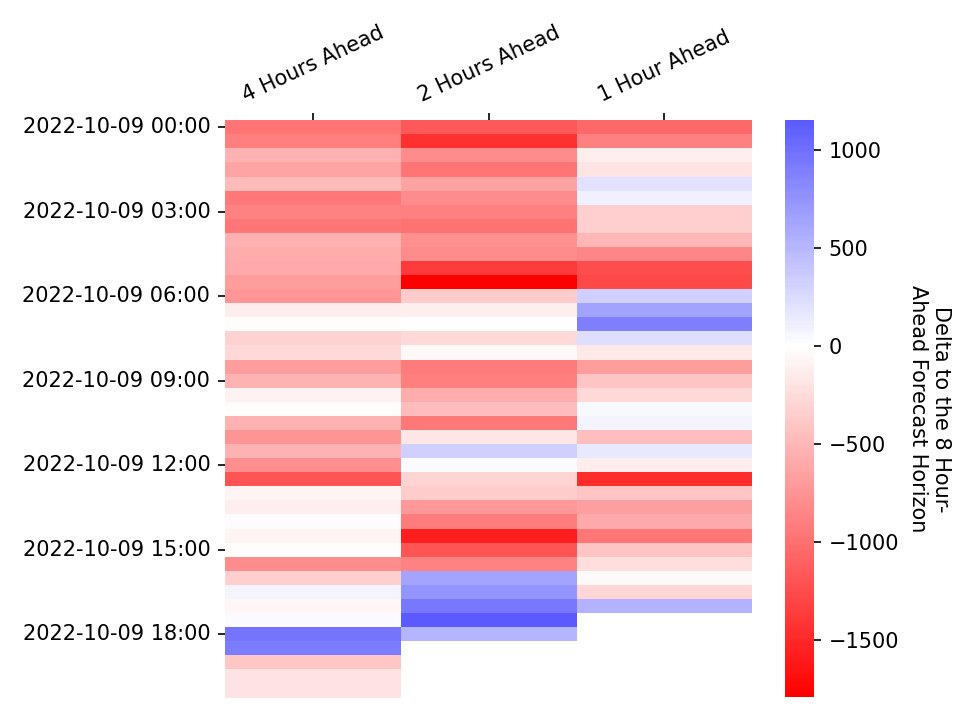 4 Hours Ahead
2 Hours Ahead
1 Hour Ahead
2022-10-09 00:00
2022-10-09 03:00
2022-10-09 06:00
2022-10-09 09:00
2022-10-09 12:00
2022-10-09 15:00
2022-10-09 18:00
1000
500
0
−500
−1000
−1500
Delta to the 8 Hour-
Ahead Forecast Horizon